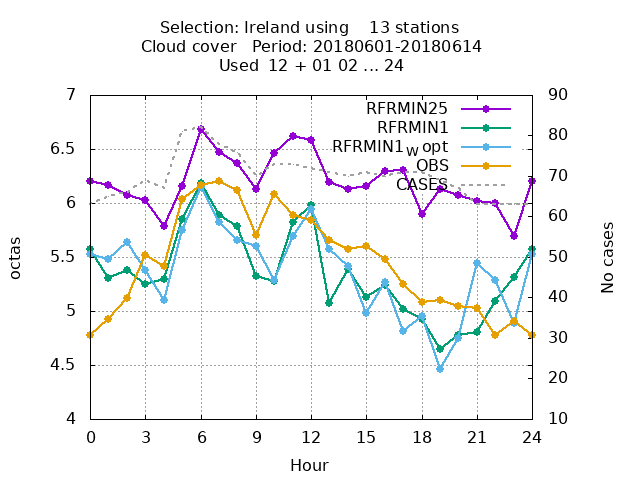 Selection: Ireland using    13 stations
Cloud cover   Period: 20180601-20180614
Used  12 + 01 02 ... 24
7
6.5
6
5.5
5
4.5
4
octas
90
80
70
60
50
40
30
20
10
No cases
RFRMIN25
RFRMIN1
RFRMIN1w opt
OBS
CASES
0 3 6 9 12 15 18 21 24
Hour